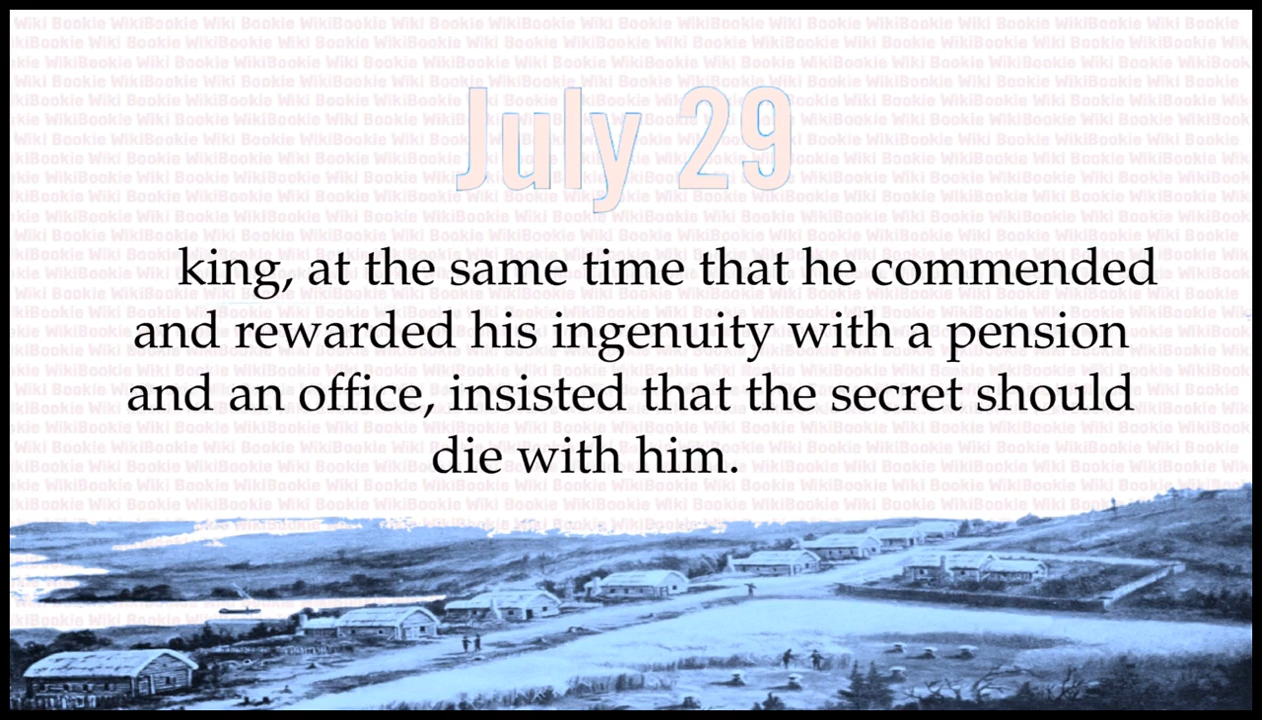 July 29
king, at the same time that he commended
and rewarded his ingenuity with a pension
and an office, insisted that the secret should
die with him.